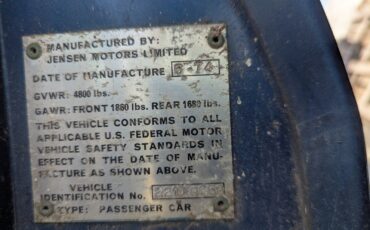 MANUFACTURED BY:
JENSEN MOTORS LIMITED
DATE OF MANUFACTURE 6-74
GVWR: 4800 lbs.
GAWR: FRONT 1860 lbs. REAR 1680 lbs.
THIS VEHICLE CONFORMS TO ALL
APPLICABLE U.S. FEDERAL MOTOR
VEHICLE SAFETY STANDARDS IN
EFFECT ON THE DATE OF MANU-
FACTURE AS SHOWN ABOVE.
VEHICLE
IDENTIFICATION No.
TYPE: PASSENGER CAR